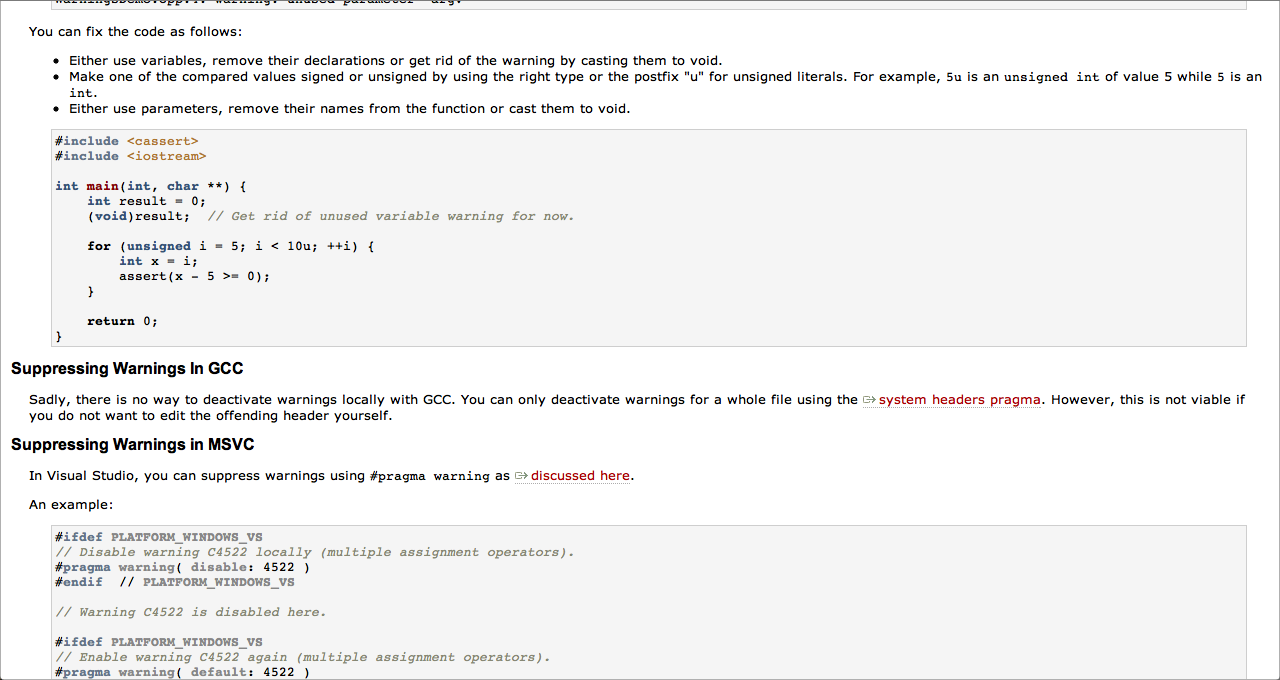 You can fix the code as follows:
• Either use variables, remove their declarations or get rid of the warning by casting them to void.
• Make one of the compared values signed or unsigned by using the right type or the postfix "u" for unsigned literals. For example, 5u is an unsigned int of value 5 while 5 is an
int.
• Either use parameters, remove their names from the function or cast them to void.
#include <cassert>
#include <iostream>
int main(int, char **) {
    int result = 0;
    (void)result;  // Get rid of unused variable warning for now.
    for (unsigned i = 5; i < 10u; ++i) {
        int x = i;
        assert(x - 5 >= 0);
    }
    return 0;
}
Suppressing Warnings In GCC
Sadly, there is no way to deactivate warnings locally with GCC. You can only deactivate warnings for a whole file using the system headers pragma. However, this is not viable if
you do not want to edit the offending header yourself.
Suppressing Warnings in MSVC
In Visual Studio, you can suppress warnings using #pragma warning as discussed here.
An example:
#ifdef PLATFORM_WINDOWS_VS
// Disable warning C4522 locally (multiple assignment operators).
#pragma warning( disable: 4522 )
#endif  // PLATFORM_WINDOWS_VS
// Warning C4522 is disabled here.
#ifdef PLATFORM_WINDOWS_VS
// Enable warning C4522 again (multiple assignment operators).
#pragma warning( default: 4522 )